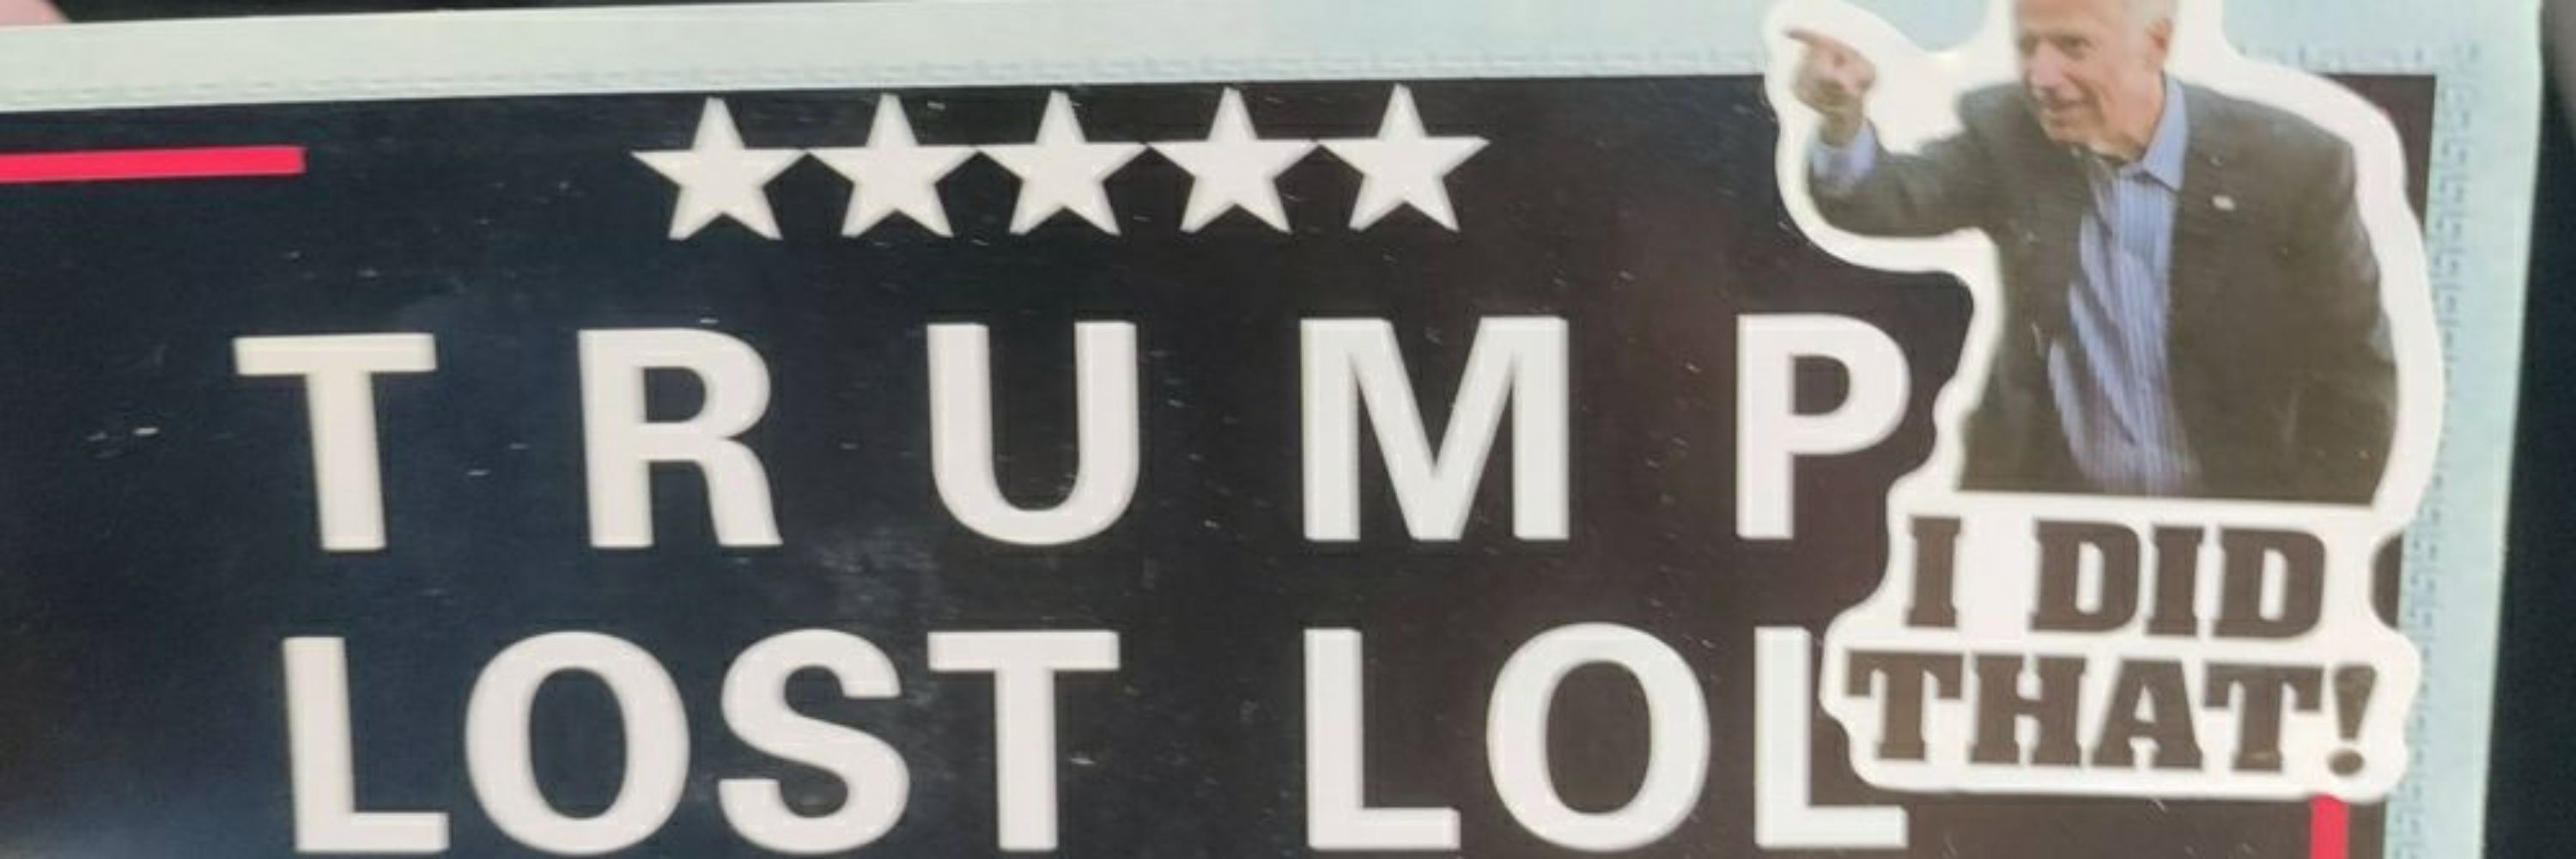 TRUMP
LOST LOL
I DID
THAT!